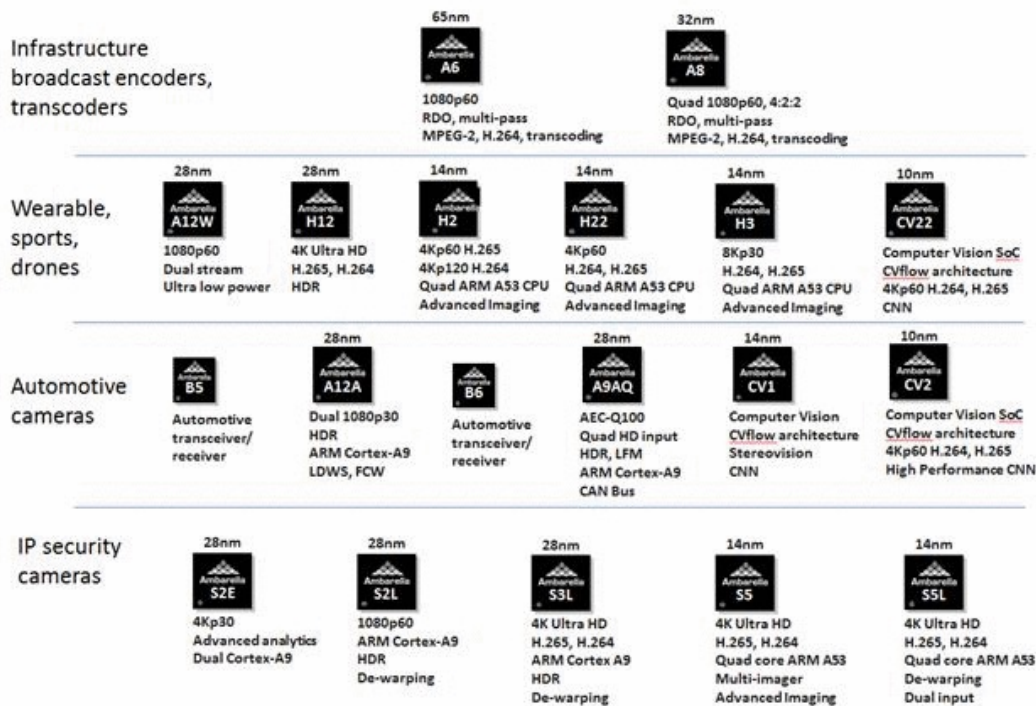 Infrastructure
broadcast encoders,
transcoders
65nm
Ambarella
A6
1080p60
RDO, multi-pass
MPEG-2, H.264, transcoding
32nm
Ambarella
A8
Quad 1080p60, 4:2:2
RDO, multi-pass
MPEG-2, H.264, transcoding
Wearable,
sports,
drones
28nm
Ambarella
A12W
1080p60
Dual stream
Ultra low power
28nm
Ambarella
H12
4K Ultra HD
H.265, H.264
HDR
14nm
Ambarella
H2
4Kp60 H.265
4Kp120 H.264
Quad ARM A53 CPU
Advanced Imaging
14nm
Ambarella
H22
4Kp60
H.264, H.265
Quad ARM A53 CPU
Advanced Imaging
14nm
Ambarella
H3
8Kp30
H.264, H.265
Quad ARM A53 CPU
Advanced Imaging
10nm
Ambarella
CV22
Computer Vision SoC
CVflow architecture
4Kp60 H.264, H.265
CNN
Automotive
cameras
Ambarella
B5
Automotive
transceiver/
receiver
28nm
Ambarella
A12A
Dual 1080p30
HDR
ARM Cortex-A9
LDWS, FCW
Ambarella
B6
Automotive
transceiver/
receiver
28nm
Ambarella
A9AQ
AEC-Q100
Quad HD input
HDR, LFM
ARM Cortex-A9
CAN Bus
14nm
Ambarella
CV1
Computer Vision
CVflow architecture
Stereovision
CNN
10nm
Ambarella
CV2
Computer Vision SoC
CVflow architecture
4Kp60 H.264, H.265
High Performance CNN
IP security
cameras
28nm
Ambarella
S2E
4Kp30
Advanced analytics
Dual Cortex-A9
28nm
Ambarella
S2L
1080p60
ARM Cortex-A9
HDR
De-warping
28nm
Ambarella
S3L
4K Ultra HD
H.265, H.264
ARM Cortex A9
HDR
De-warping
14nm
Ambarella
S5
4K Ultra HD
H.265, H.264
Quad core ARM A53
Multi-imager
Advanced Imaging
14nm
Ambarella
S5L
4K Ultra HD
H.265, H.264
Quad core ARM A53
De-warping
Dual input